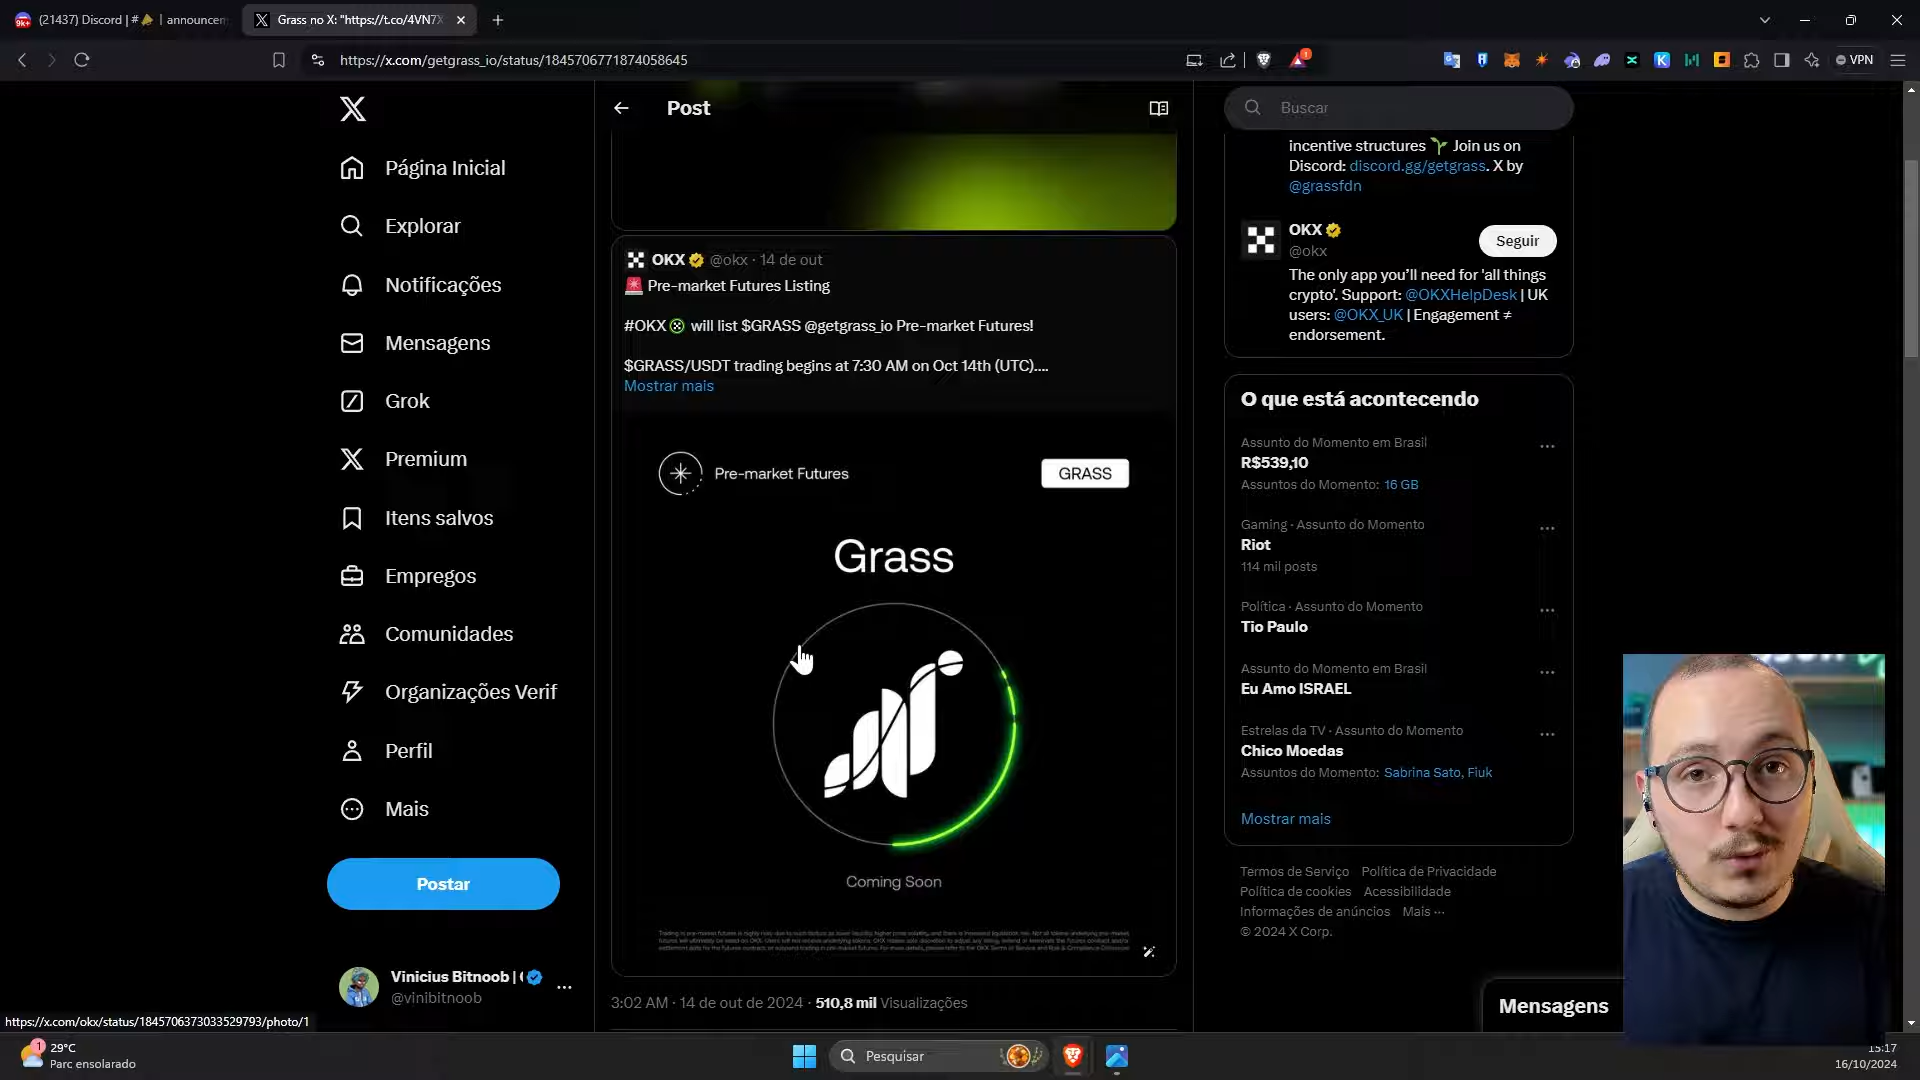 (21437) Discord | #
| announcem
Grass no X: "https://t.co/4VN7X
https://x.com/getgrass_io/status/1845706771874058645
VPN
Página Inicial
Explorar
Notificações
Mensagens
Grok
Premium
Itens salvos
Empregos
Comunidades
Organizações Verif
Perfil
Mais
Postar
Vinicius Bitnoob | (
@vinibitnoob
https://x.com/okx/status/1845706373033529793/photo/1
Post
OKX @okx · 14 de out
Pre-market Futures Listing
#OKX will list $GRASS @getgrass_io Pre-market Futures!
$GRASS/USDT trading begins at 7:30 AM on Oct 14th (UTC)....
Mostrar mais
Pre-market Futures
GRASS
Grass
Coming Soon
3:02 AM · 14 de out de 2024 · 510,8 mil Visualizações
Buscar
incentive structures Join us on
Discord: discord.gg/getgrass. X by
@grassfdn
OKX
@okx
Seguir
The only app you'll need for 'all things
crypto'. Support: @OKXHelpDesk | UK
users: @OKX_UK | Engagement ≠
endorsement.
O que está acontecendo
Assunto do Momento em Brasil
R$539,10
Assuntos do Momento: 16 GB
Gaming · Assunto do Momento
Riot
114 mil posts
Política · Assunto do Momento
Tio Paulo
Assunto do Momento em Brasil
Eu Amo ISRAEL
Estrelas da TV · Assunto do Momento
Chico Moedas
Assuntos do Momento: Sabrina Sato, Fiuk
Mostrar mais
Termos de Serviço Política de Privacidade
Política de cookies Acessibilidade
Informações de anúncios Mais ···
© 2024 X Corp.
Mensagens
29°C
Parc ensolarado
Pesquisar
15:17
16/10/2024